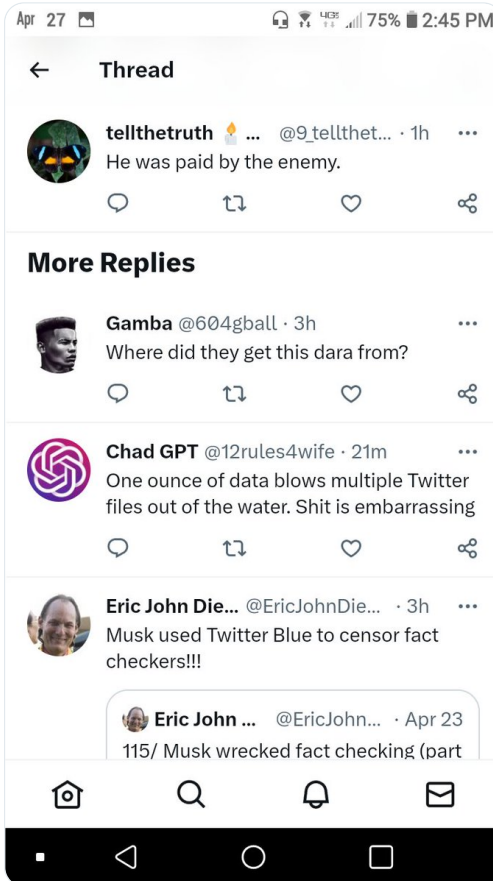 Apr 27 4G 75% 2:45 PM
Thread
tellthetruth 🕯️ ... @9_tellthet... · 1h
He was paid by the enemy.
More Replies
Gamba @604gball · 3h
Where did they get this dara from?
Chad GPT @12rules4wife · 21m
One ounce of data blows multiple Twitter
files out of the water. Shit is embarrassing
Eric John Die... @EricJohnDie... · 3h
Musk used Twitter Blue to censor fact
checkers!!!
Eric John ... @EricJohn... · Apr 23
115/ Musk wrecked fact checking (part